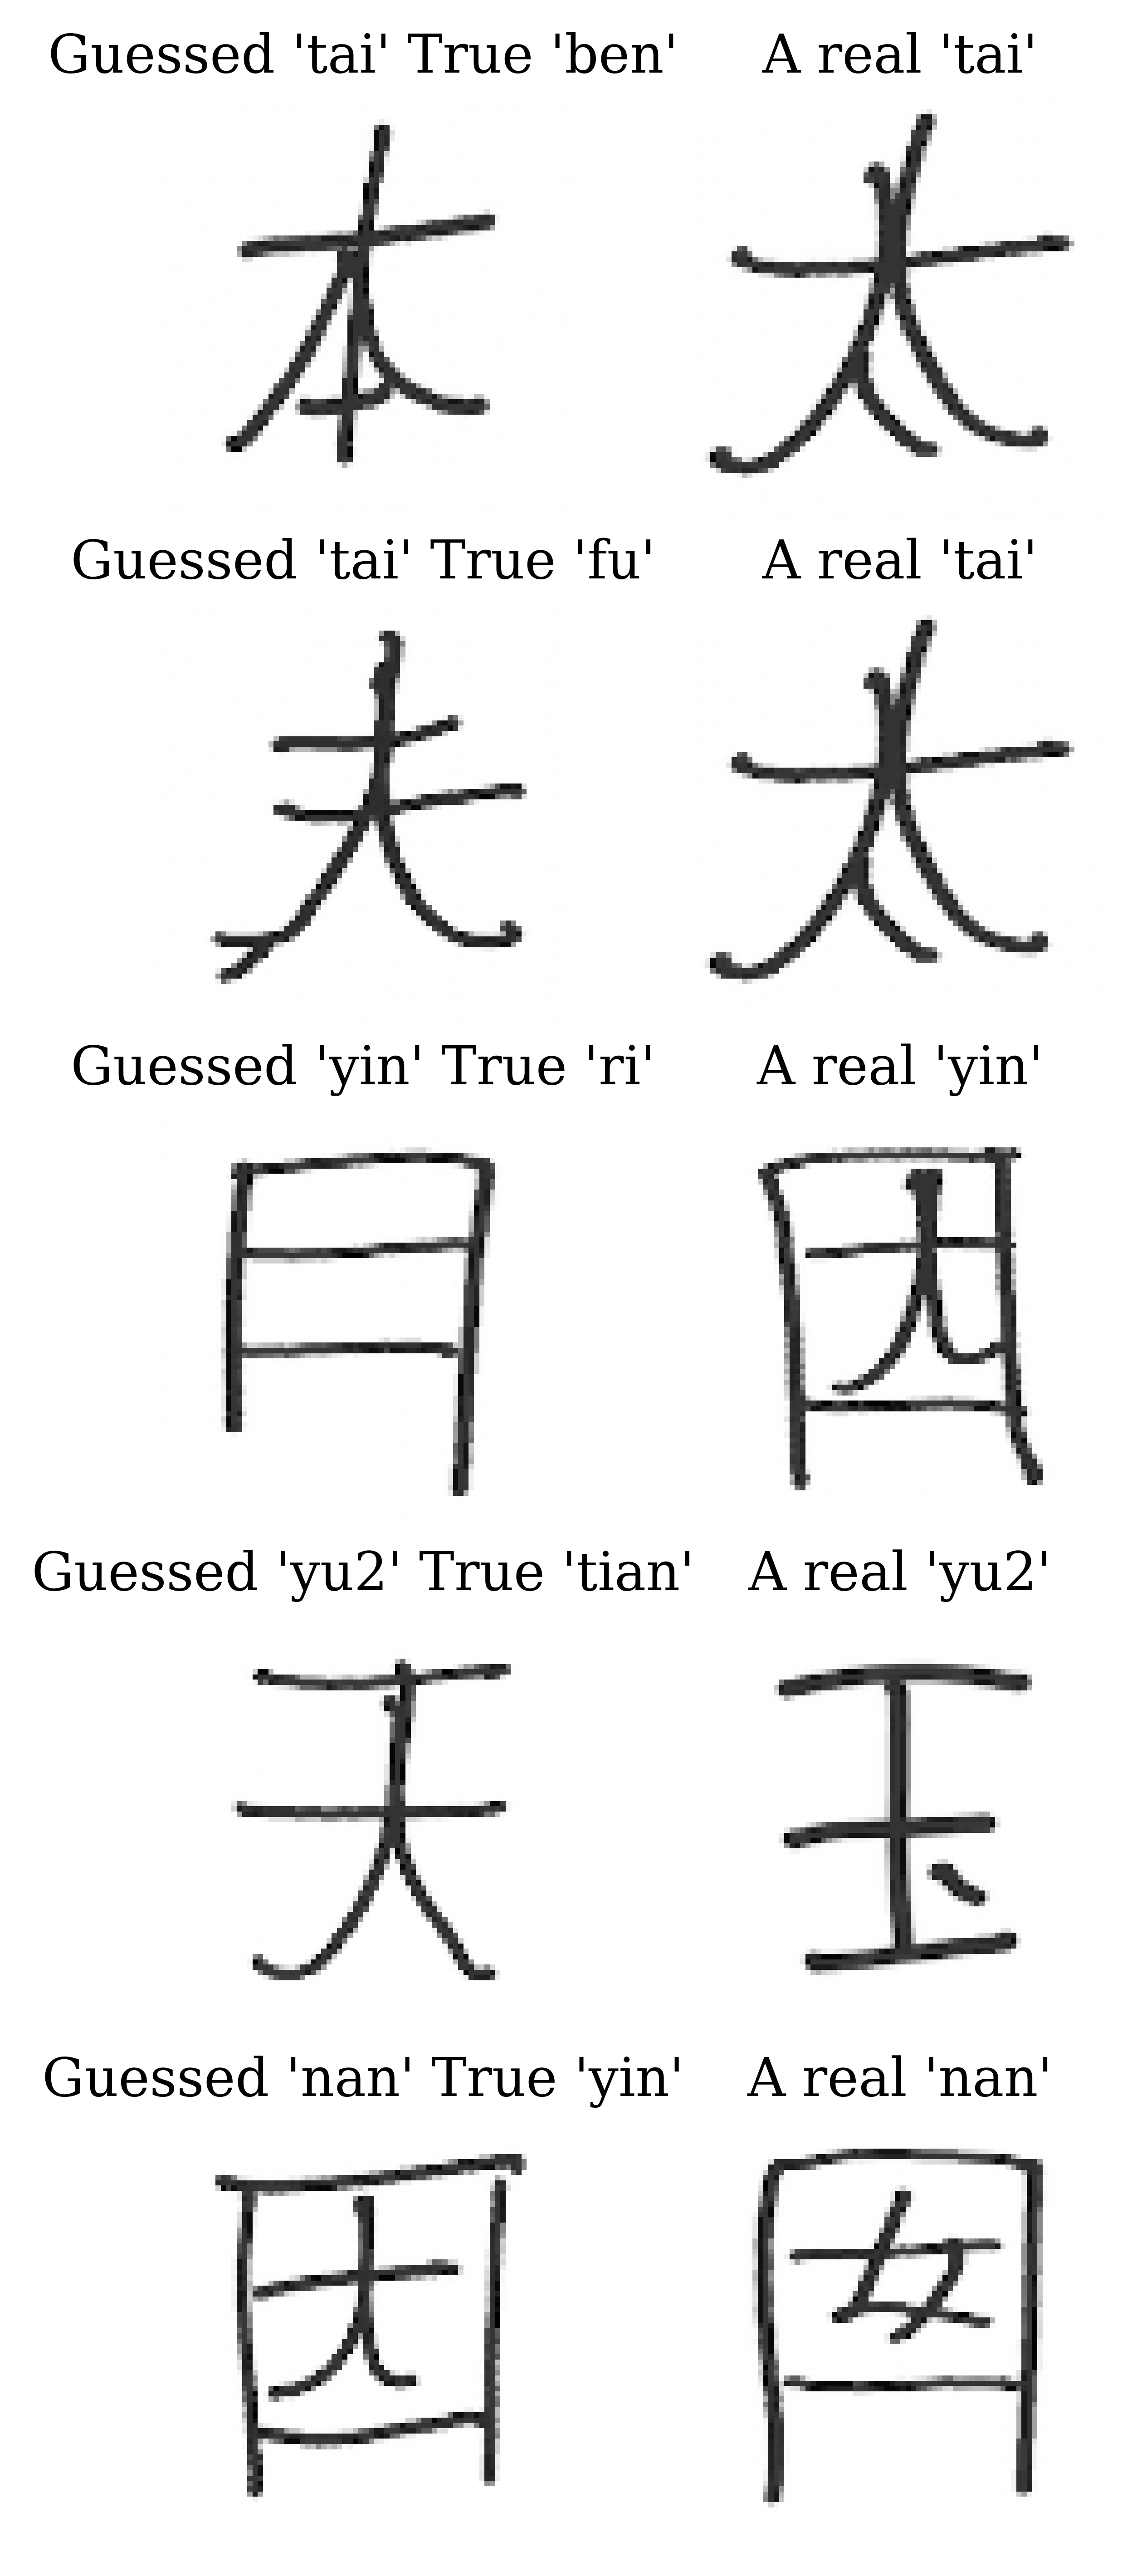 Guessed 'tai' True 'ben' A real 'tai'
本 太
Guessed 'tai' True 'fu' A real 'tai'
夫 太
Guessed 'yin' True 'ri' A real 'yin'
日 因
Guessed 'yu2' True 'tian' A real 'yu2'
天 玉
Guessed 'nan' True 'yin' A real 'nan'
因 囡